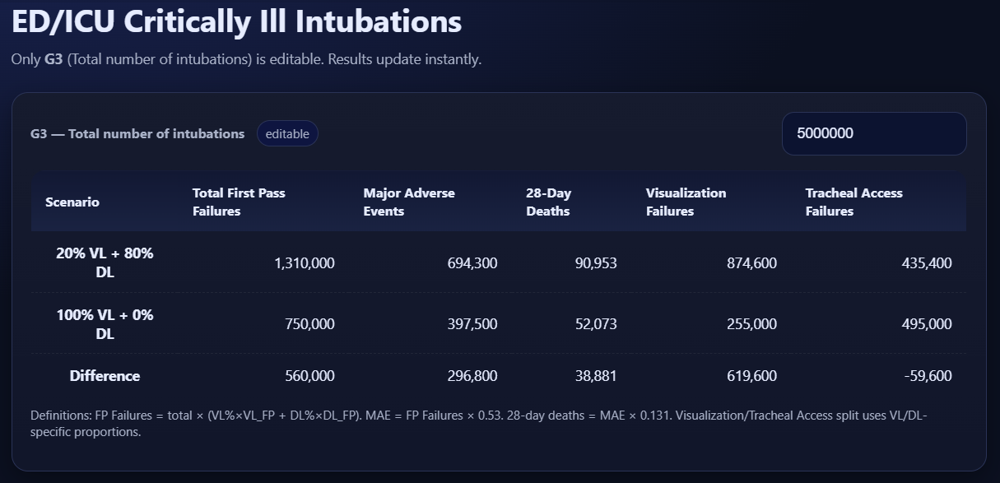 ED/ICU Critically Ill Intubations
Only G3 (Total number of intubations) is editable. Results update instantly.
G3 — Total number of intubations editable 5000000
Scenario Total First Pass Failures Major Adverse Events 28-Day Deaths Visualization Failures Tracheal Access Failures
20% VL + 80% DL 1,310,000 694,300 90,953 874,600 435,400
100% VL + 0% DL 750,000 397,500 52,073 255,000 495,000
Difference 560,000 296,800 38,881 619,600 -59,600
Definitions: FP Failures = total × (VL%×VL_FP + DL%×DL_FP). MAE = FP Failures × 0.53. 28-day deaths = MAE × 0.131. Visualization/Tracheal Access split uses VL/DL-
specific proportions.